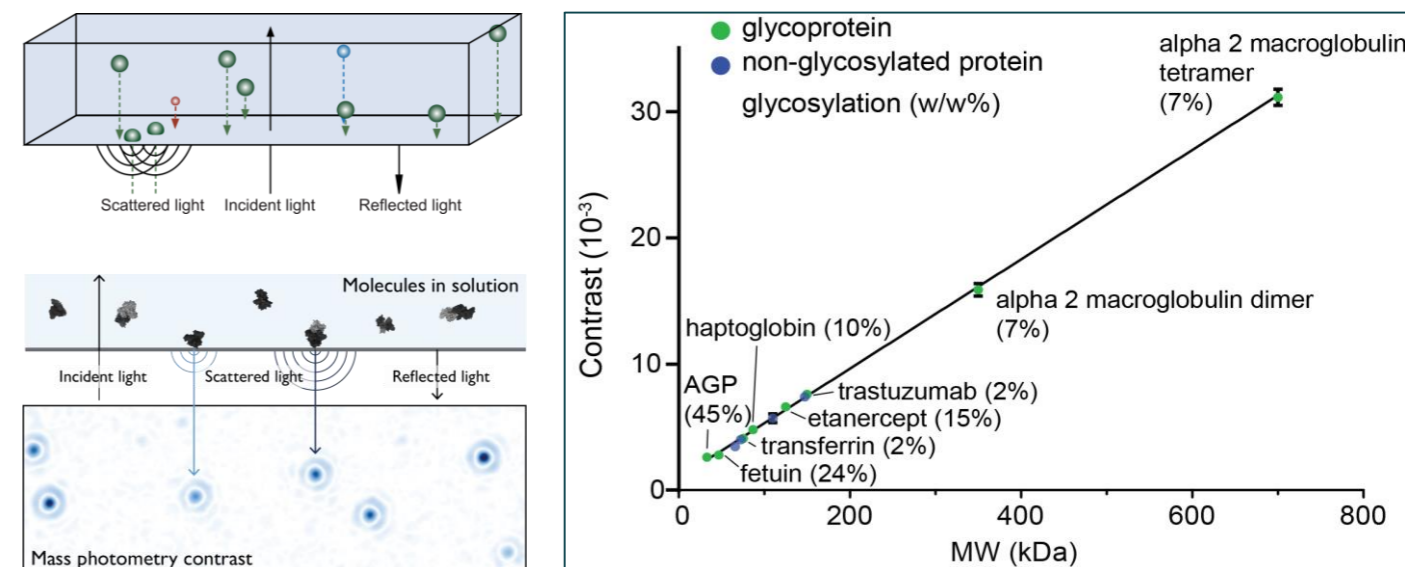 Scattered light Incident light Reflected light
Molecules in solution
Incident light Scattered light Reflected light
Mass photometry contrast
glycoprotein
non-glycosylated protein
glycosylation (w/w%)
alpha 2 macroglobulin
tetramer
(7%)
Contrast (10⁻³)
30
20
10
0
alpha 2 macroglobulin dimer
(7%)
haptoglobin (10%)
AGP
(45%)
trastuzumab (2%)
etanercept (15%)
transferrin (2%)
fetuin (24%)
0 200 400 600 800
MW (kDa)